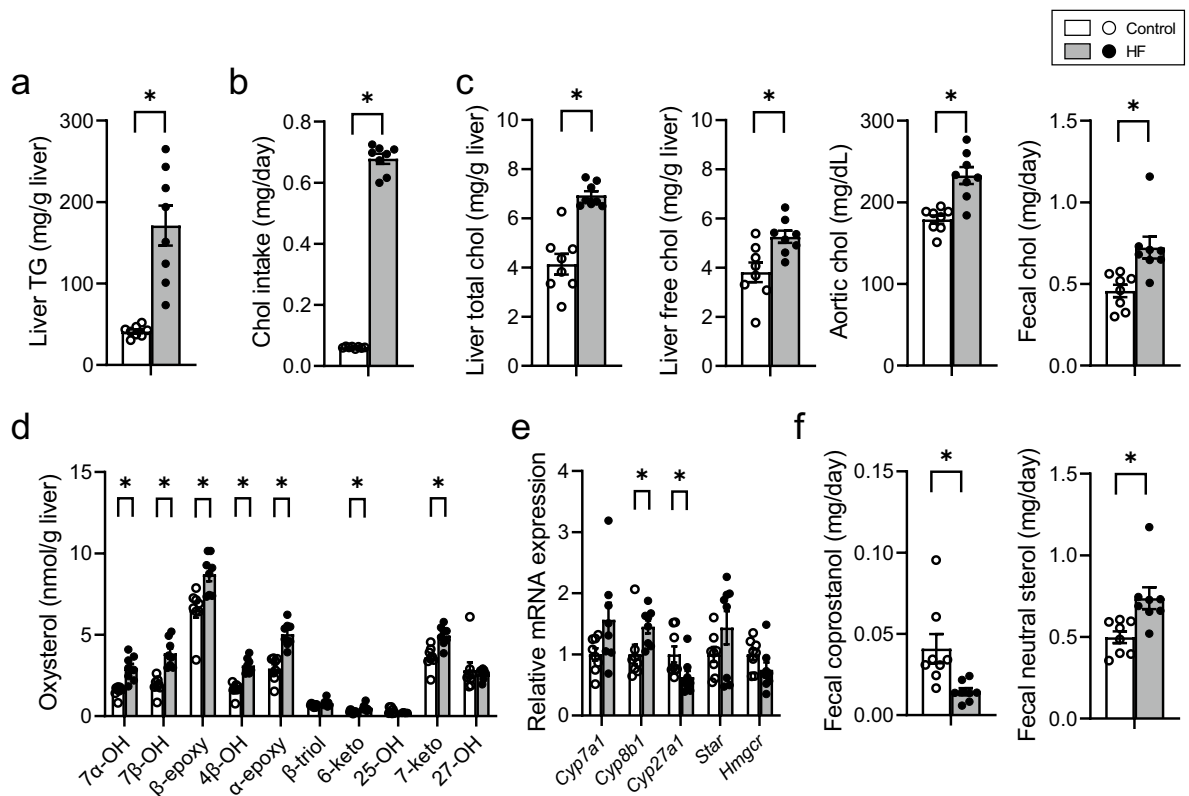 Control
HF
a
b
c
*
*
*
*
*
*
Liver TG (mg/g liver)
300
200
100
0
Chol intake (mg/day)
0.8
0.6
0.4
0.2
0.0
Liver total chol (mg/g liver)
10
8
6
4
2
0
Liver free chol (mg/g liver)
10
8
6
4
2
0
Aortic chol (mg/dL)
300
200
100
0
Fecal chol (mg/day)
1.5
1.0
0.5
0.0
d
Oxysterol (nmol/g liver)
15
10
5
0
*
*
*
*
*
*
*
7α-OH
7β-OH
β-epoxy
4β-OH
α-epoxy
β-triol
6-keto
25-OH
7-keto
27-OH
e
Relative mRNA expression
4
3
2
1
0
*
*
Cyp7a1
Cyp8b1
Cyp27a1
Star
Hmgcr
f
Fecal coprostanol (mg/day)
0.15
0.10
0.05
0.00
*
Fecal neutral sterol (mg/day)
1.5
1.0
0.5
0.0
*